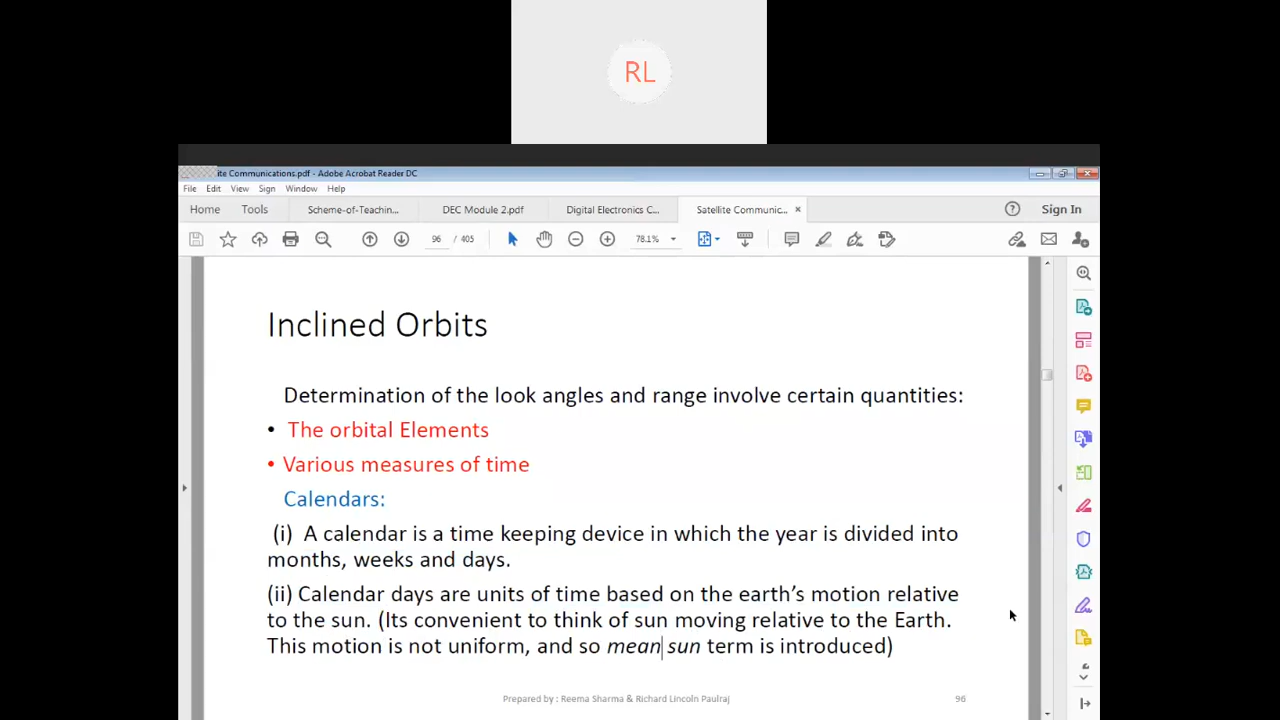 RL
ite Communications.pdf - Adobe Acrobat Reader DC
File Edit View Sign Window Help
Home Tools Scheme-of-Teachin... DEC Module 2.pdf Digital Electronics C... Satellite Communic... × Sign In
96 / 405 78.1%
Inclined Orbits
Determination of the look angles and range involve certain quantities:
• The orbital Elements
• Various measures of time
Calendars:
(i) A calendar is a time keeping device in which the year is divided into
months, weeks and days.
(ii) Calendar days are units of time based on the earth’s motion relative
to the sun. (Its convenient to think of sun moving relative to the Earth.
This motion is not uniform, and so mean sun term is introduced)
Prepared by : Reema Sharma & Richard Lincoln Paulraj 96